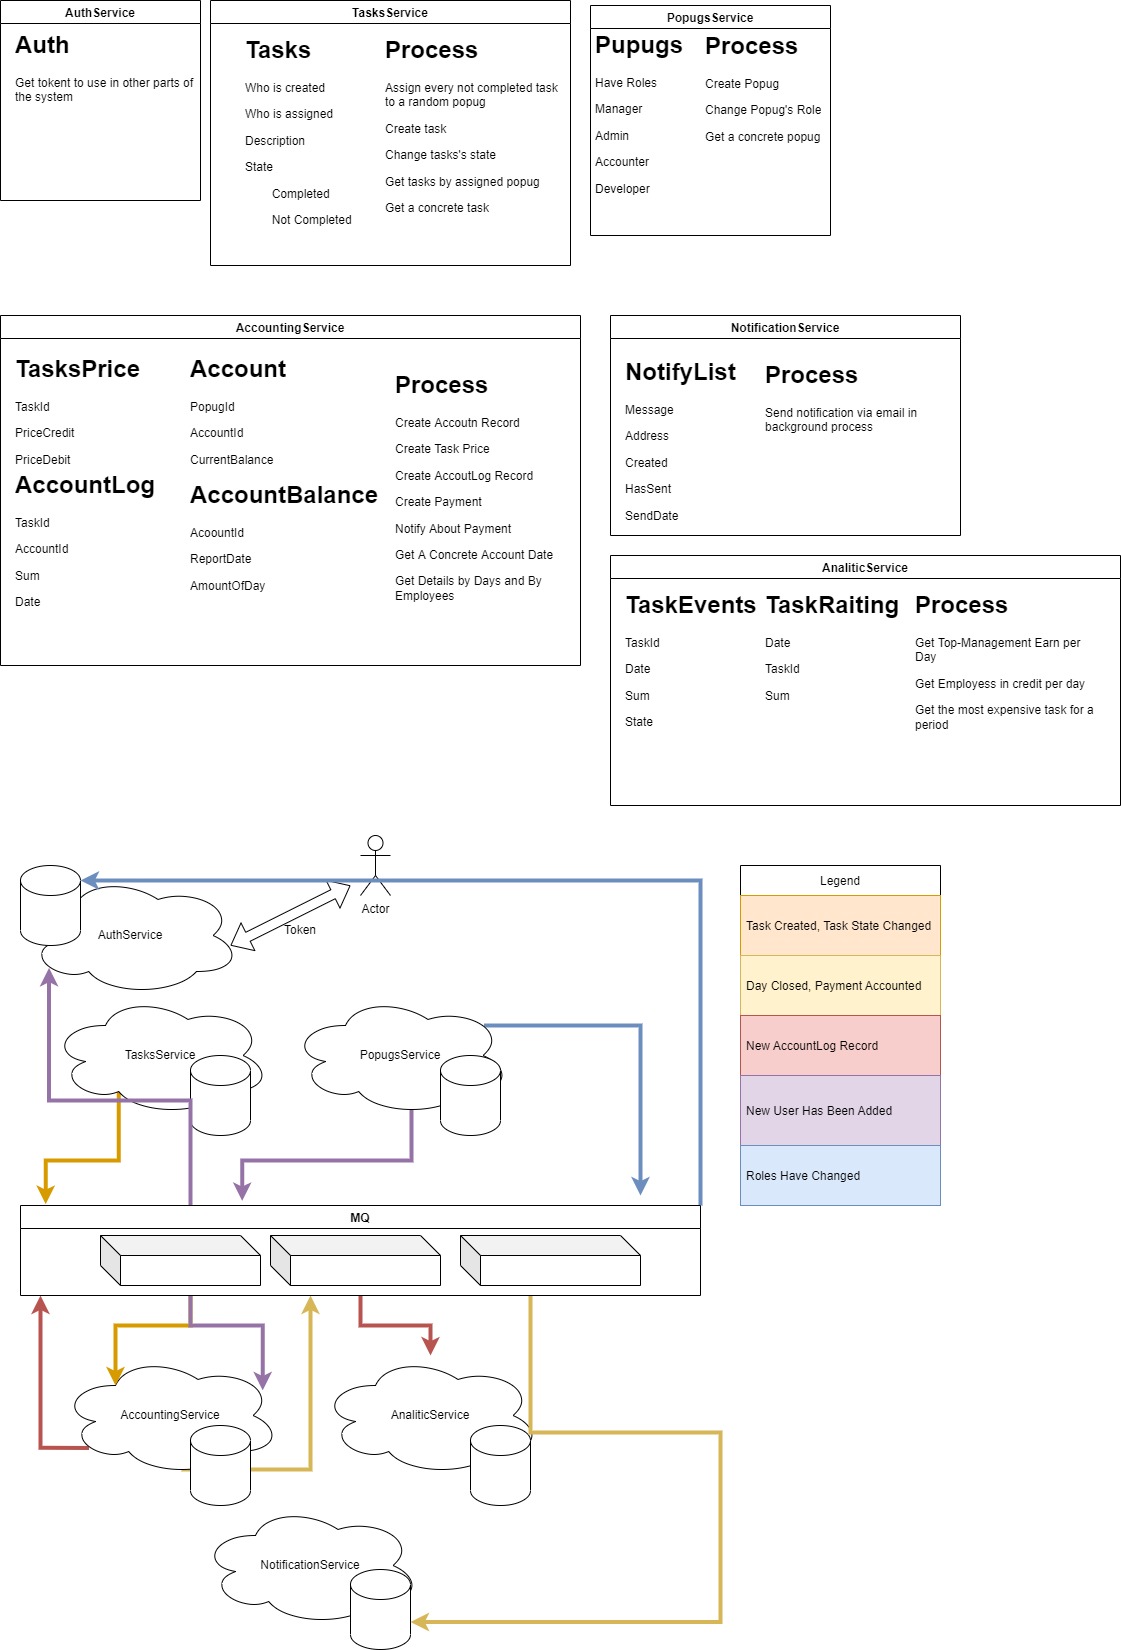 AuthService
Auth
Get tokent to use in other parts of
the system
TasksService
Tasks
Who is created
Who is assigned
Description
State
Completed
Not Completed
Process
Assign every not completed task
to a random popug
Create task
Change tasks's state
Get tasks by assigned popug
Get a concrete task
PopugsService
Pupugs
Have Roles
Manager
Admin
Accounter
Developer
Process
Create Popug
Change Popug's Role
Get a concrete popug
AccountingService
TasksPrice
TaskId
PriceCredit
PriceDebit
AccountLog
TaskId
AccountId
Sum
Date
Account
PopugId
AccountId
CurrentBalance
AccountBalance
AcoountId
ReportDate
AmountOfDay
Process
Create Accoutn Record
Create Task Price
Create AccoutLog Record
Create Payment
Notify About Payment
Get A Concrete Account Date
Get Details by Days and By
Employees
NotificationService
NotifyList
Message
Address
Created
HasSent
SendDate
Process
Send notification via email in
background process
AnaliticService
TaskEvents
TaskId
Date
Sum
State
TaskRaiting
Date
TaskId
Sum
Process
Get Top-Management Earn per
Day
Get Employess in credit per day
Get the most expensive task for a
period
Actor
Token
AuthService
TasksService
PopugsService
MQ
AccountingService
AnaliticService
NotificationService
Legend
Task Created, Task State Changed
Day Closed, Payment Accounted
New AccountLog Record
New User Has Been Added
Roles Have Changed